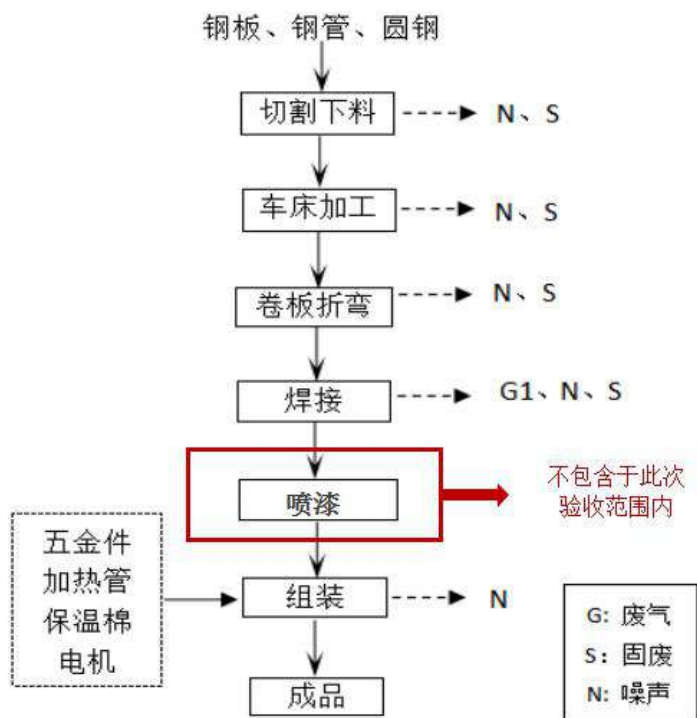 钢板、钢管、圆钢
切割下料
N、S
车床加工
N、S
卷板折弯
N、S
焊接
G1、N、S
喷漆
不包含于此次
验收范围内
五金件
加热管
保温棉
电机
组装
N
成品
G: 废气
S: 固废
N: 噪声